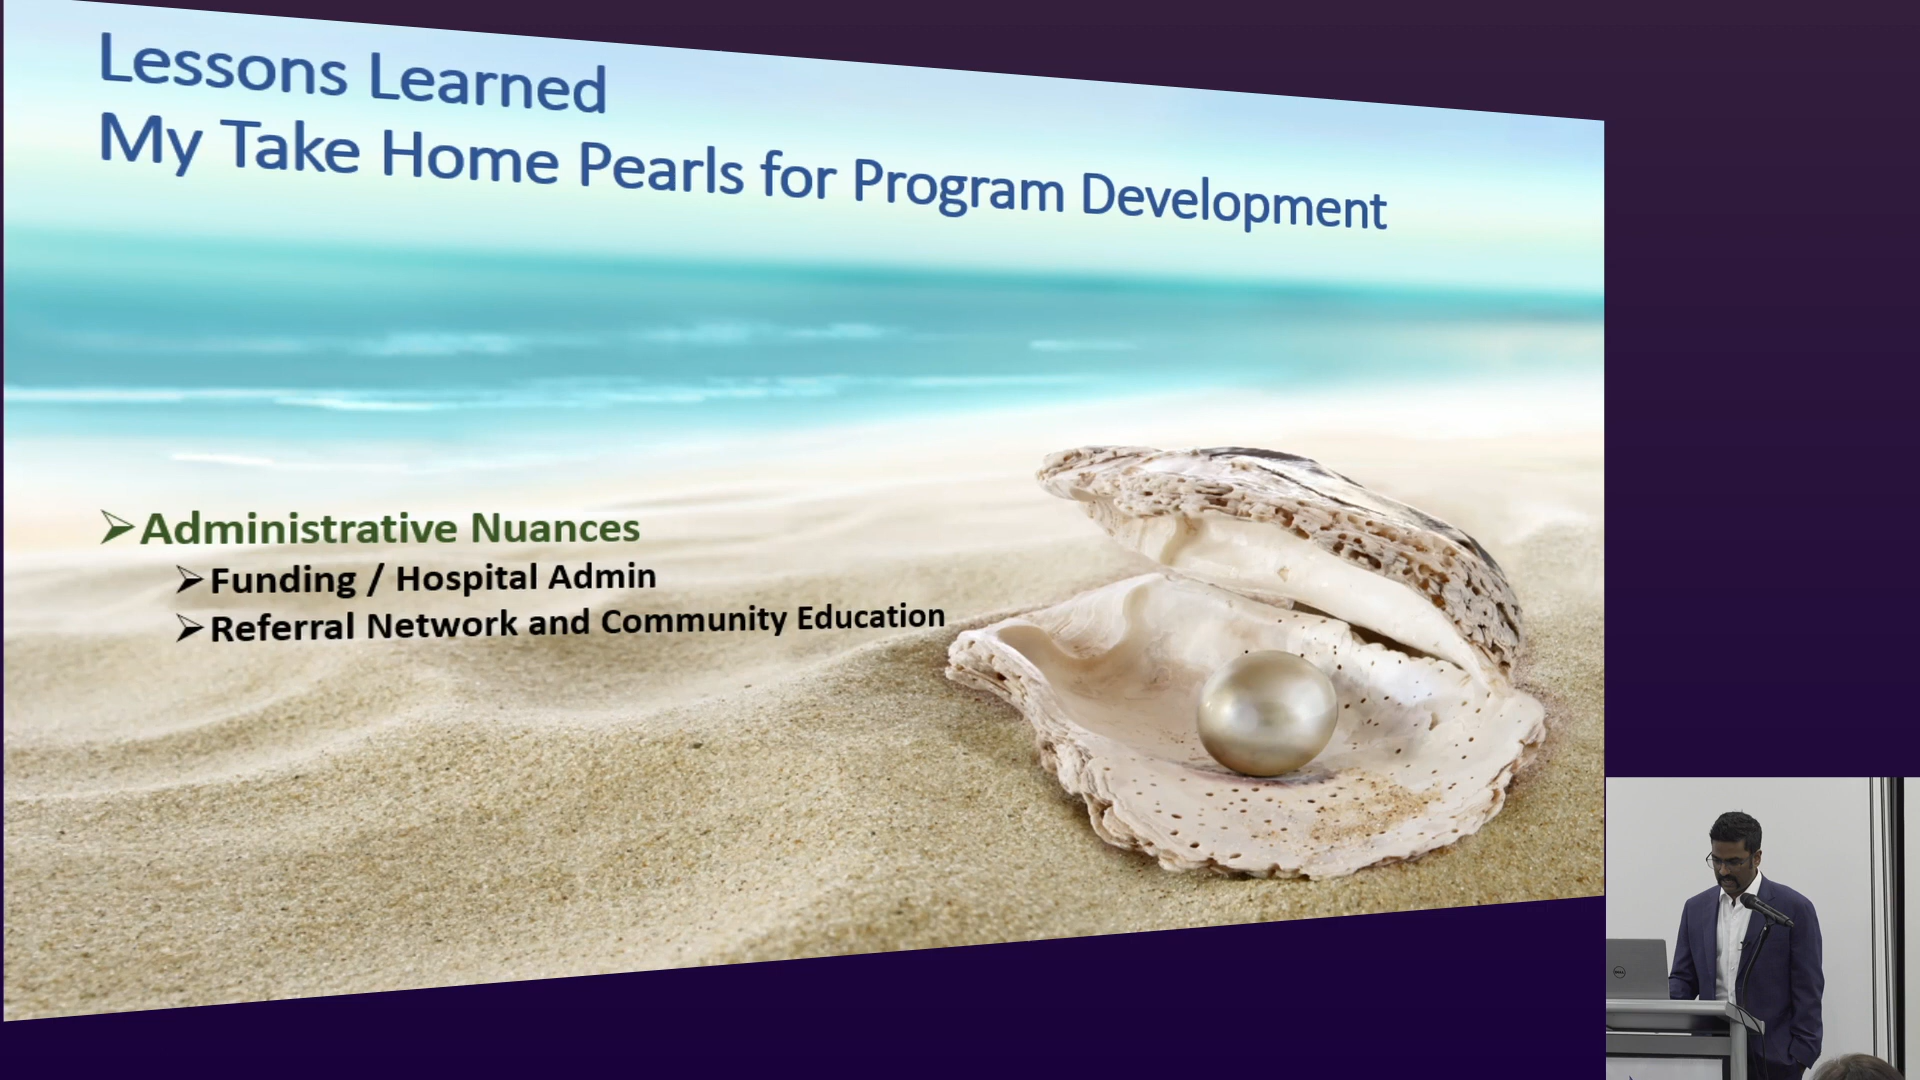 Lessons Learned
My Take Home Pearls for Program Development
➢Administrative Nuances
➢Funding / Hospital Admin
➢Referral Network and Community Education
DELL